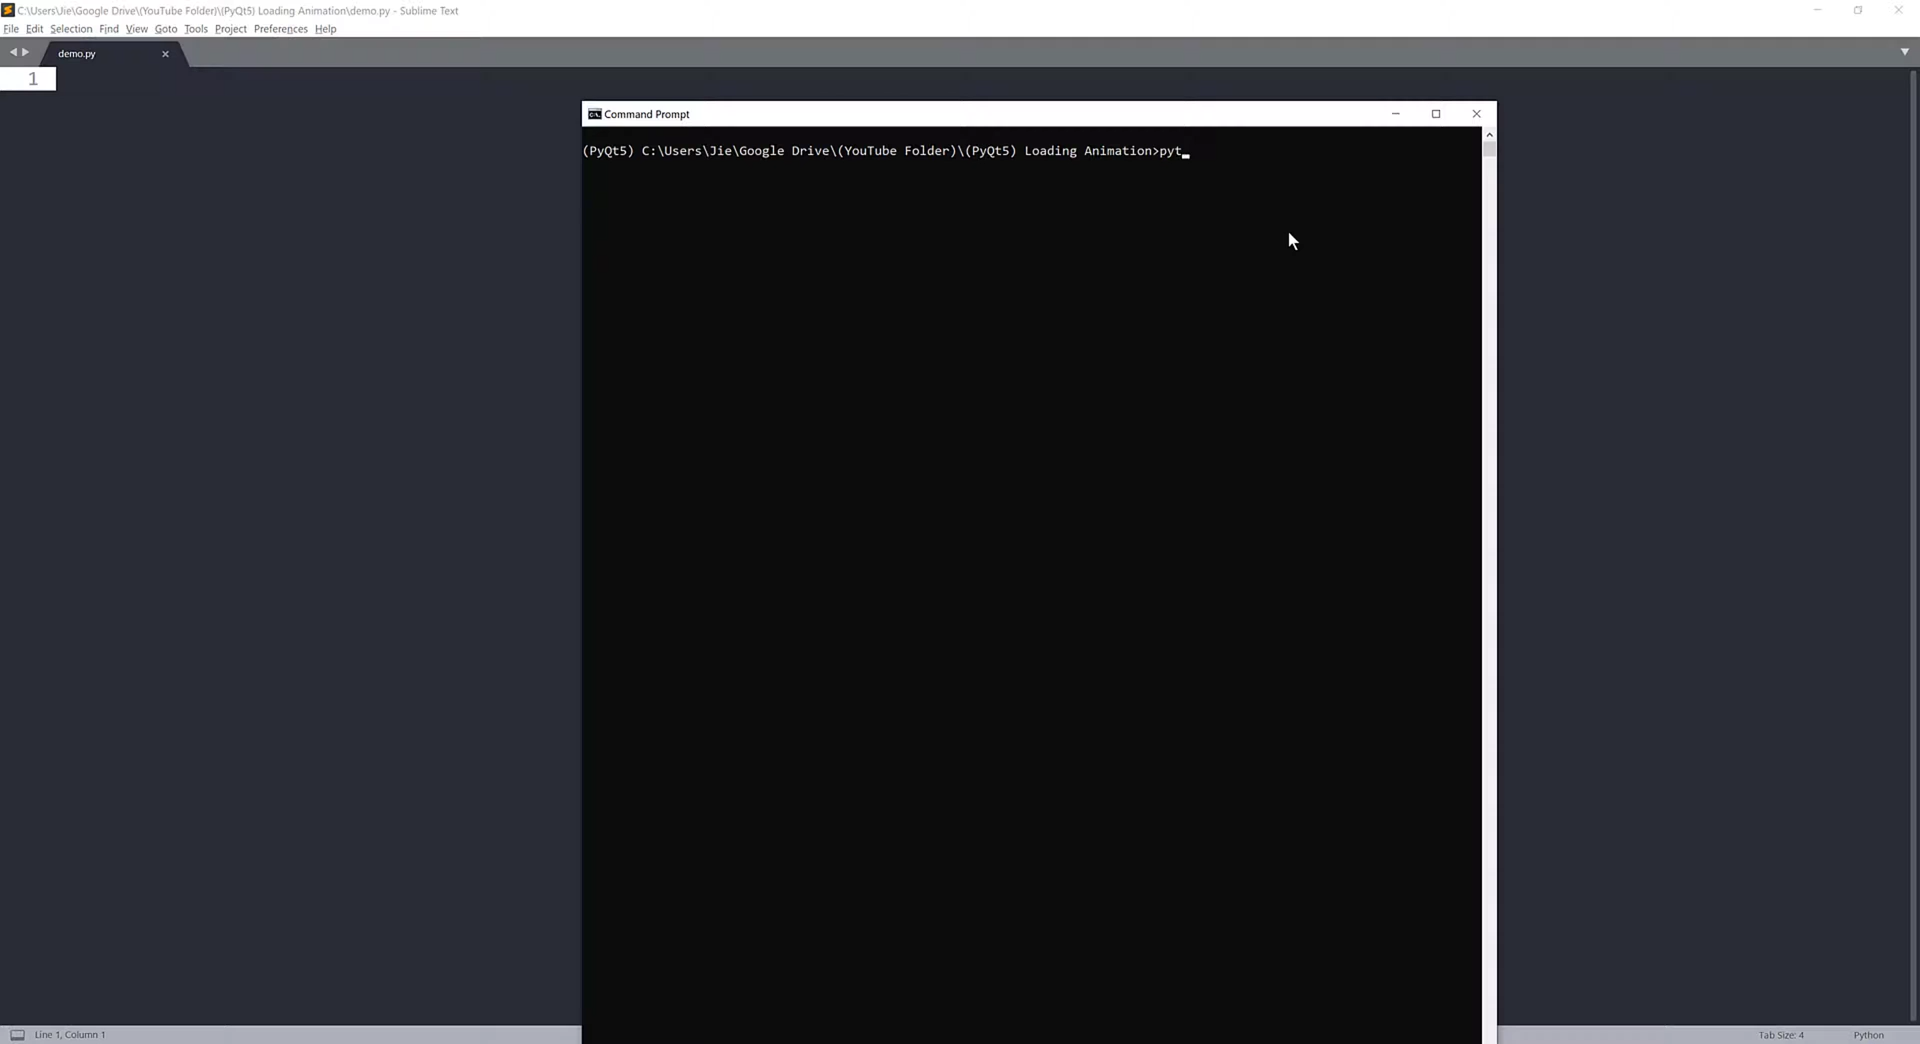 C:\Users\Jie\Google Drive\(YouTube Folder)\(PyQt5) Loading Animation\demo.py - Sublime Text
File Edit Selection Find View Goto Tools Project Preferences Help
demo.py
1
Command Prompt
(PyQt5) C:\Users\Jie\Google Drive\(YouTube Folder)\(PyQt5) Loading Animation>pyt
Line 1, Column 1
Tab Size: 4
Python